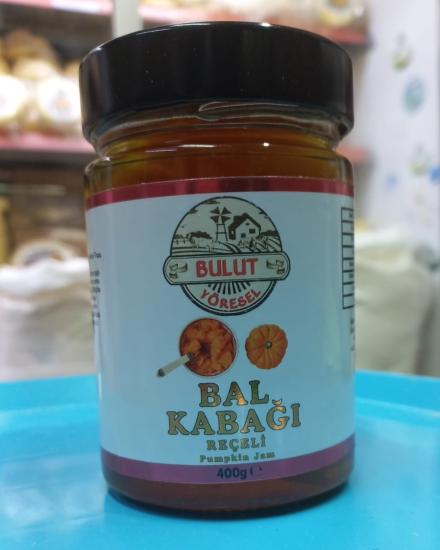 BULUT
YÖRESEL
BAL
KABAĞI
REÇELİ
Pumpkin Jam
400g ℮